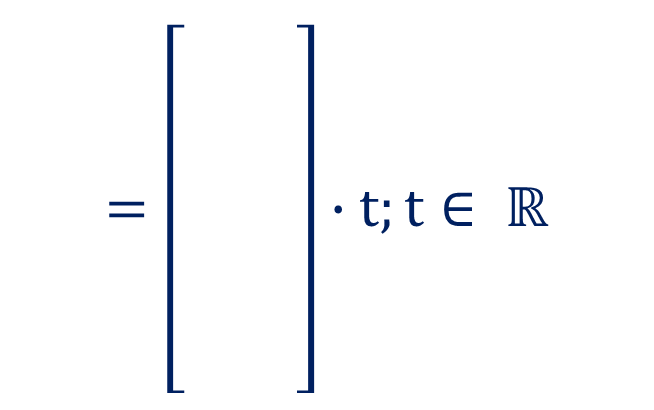 = [ ] · t; t ∈ ℝ